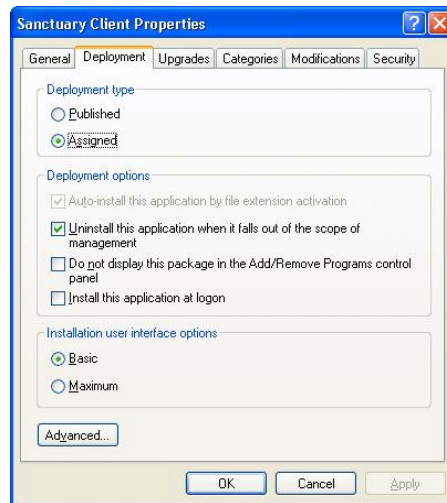 Sanctuary Client Properties
General Deployment Upgrades Categories Modifications Security
Deployment type
Published
Assigned
Deployment options
Auto-install this application by file extension activation
Uninstall this application when it falls out of the scope of
management
Do not display this package in the Add/Remove Programs control
panel
Install this application at logon
Installation user interface options
Basic
Maximum
Advanced...
OK Cancel Apply